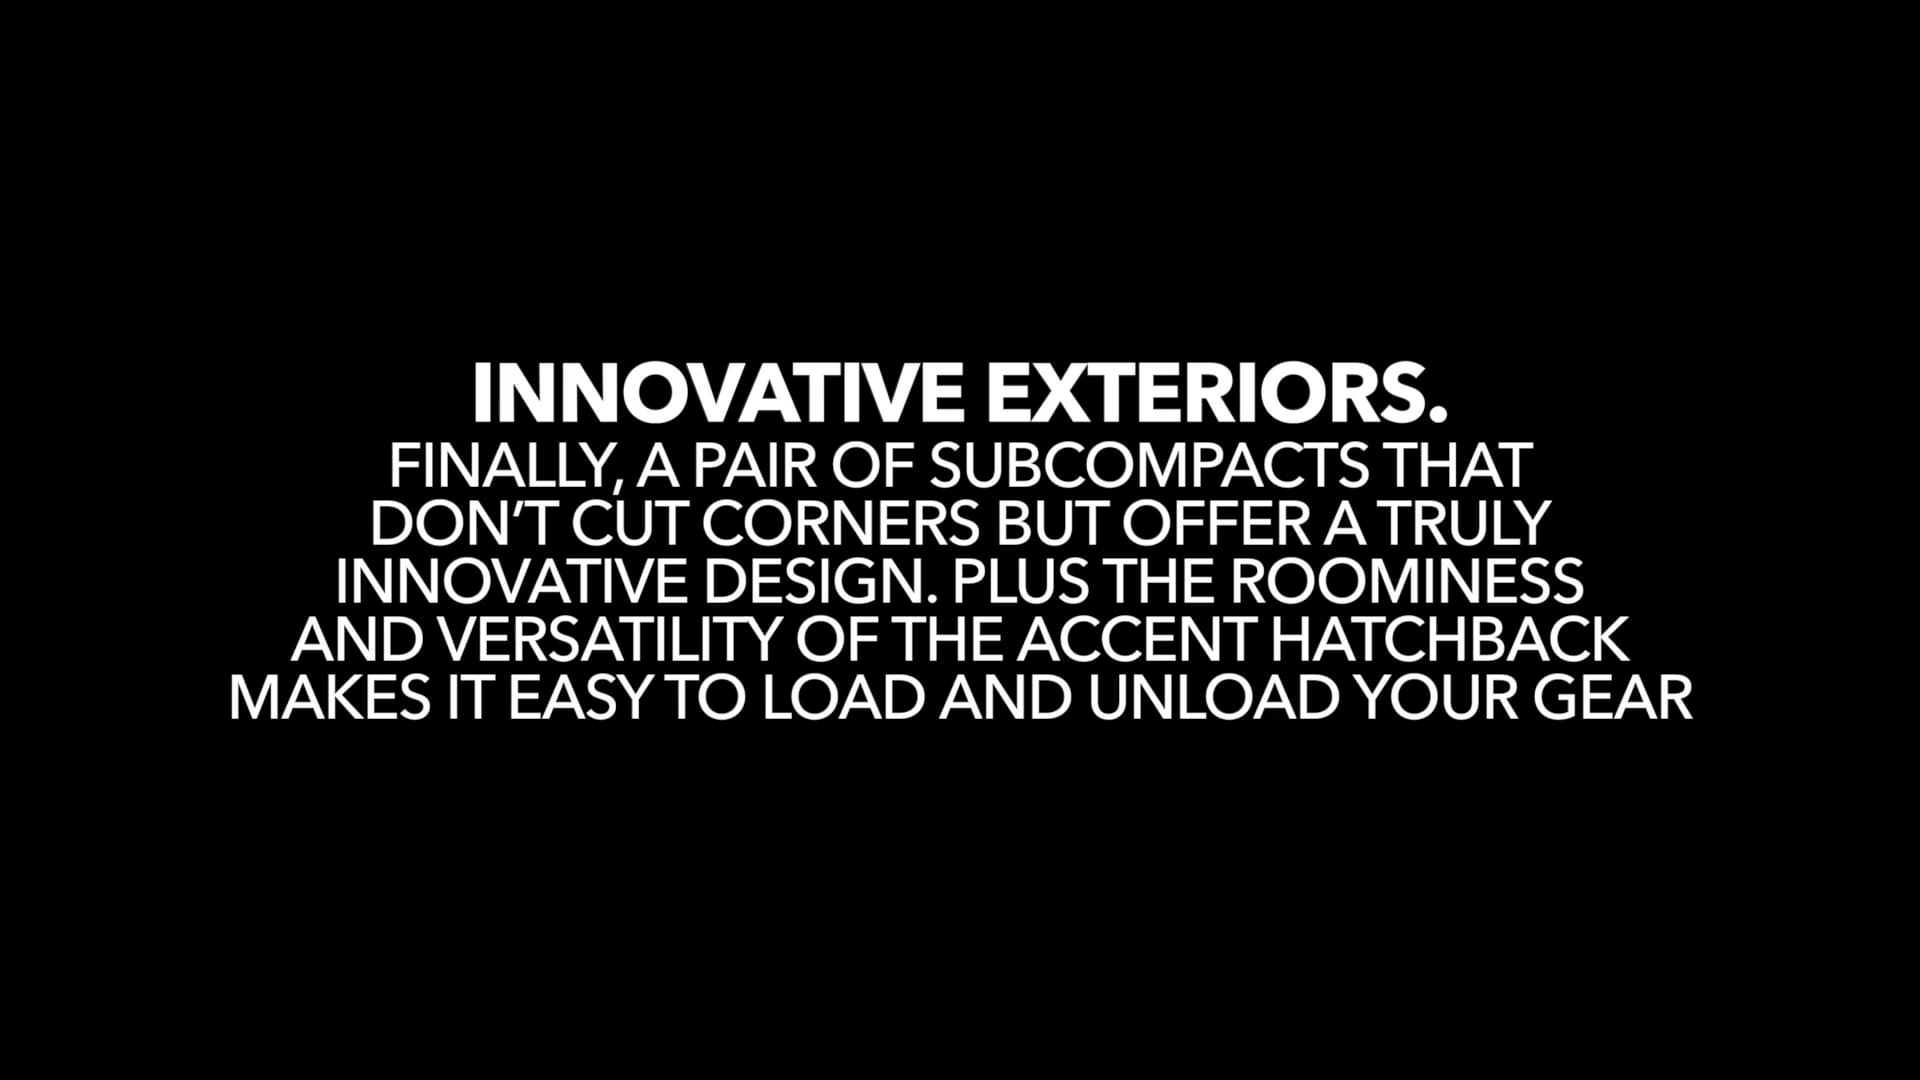 INNOVATIVE EXTERIORS.
FINALLY, A PAIR OF SUBCOMPACTS THAT
DON’T CUT CORNERS BUT OFFER A TRULY
INNOVATIVE DESIGN. PLUS THE ROOMINESS
AND VERSATILITY OF THE ACCENT HATCHBACK
MAKES IT EASY TO LOAD AND UNLOAD YOUR GEAR